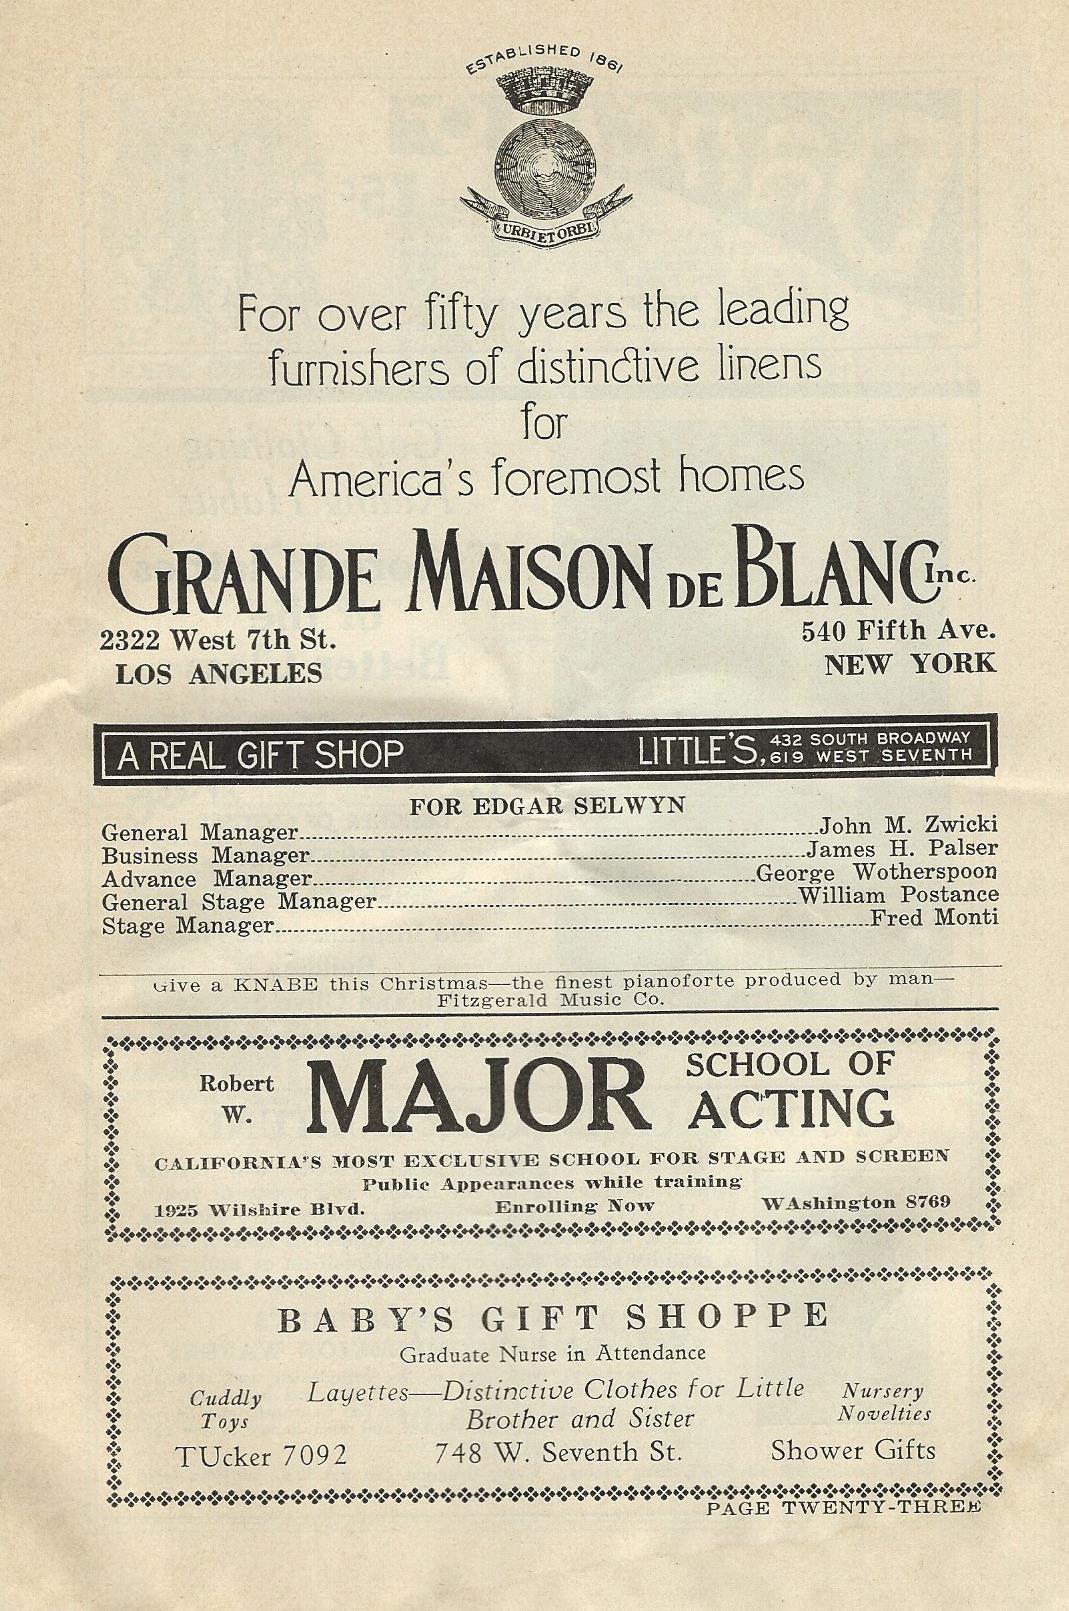 ESTABLISHED 1861
URBI ET ORBI
For over fifty years the leading
furnishers of distinctive linens
for
America's foremost homes
GRANDE MAISON DE BLANC Inc.
2322 West 7th St.
LOS ANGELES
540 Fifth Ave.
NEW YORK
A REAL GIFT SHOP
LITTLE'S, 432 SOUTH BROADWAY
619 WEST SEVENTH
FOR EDGAR SELWYN
General Manager........John M. Zwicki
Business Manager........James H. Palser
Advance Manager........George Wotherspoon
General Stage Manager........William Postance
Stage Manager........Fred Monti
Give a KNABE this Christmas—the finest pianoforte produced by man—
Fitzgerald Music Co.
Robert
W.
MAJOR
SCHOOL OF
ACTING
CALIFORNIA'S MOST EXCLUSIVE SCHOOL FOR STAGE AND SCREEN
Public Appearances while training
1925 Wilshire Blvd. Enrolling Now WAshington 8769
BABY'S GIFT SHOPPE
Graduate Nurse in Attendance
Cuddly
Toys
Layettes—Distinctive Clothes for Little
Brother and Sister
Nursery
Novelties
TUcker 7092 748 W. Seventh St. Shower Gifts
PAGE TWENTY-THREE